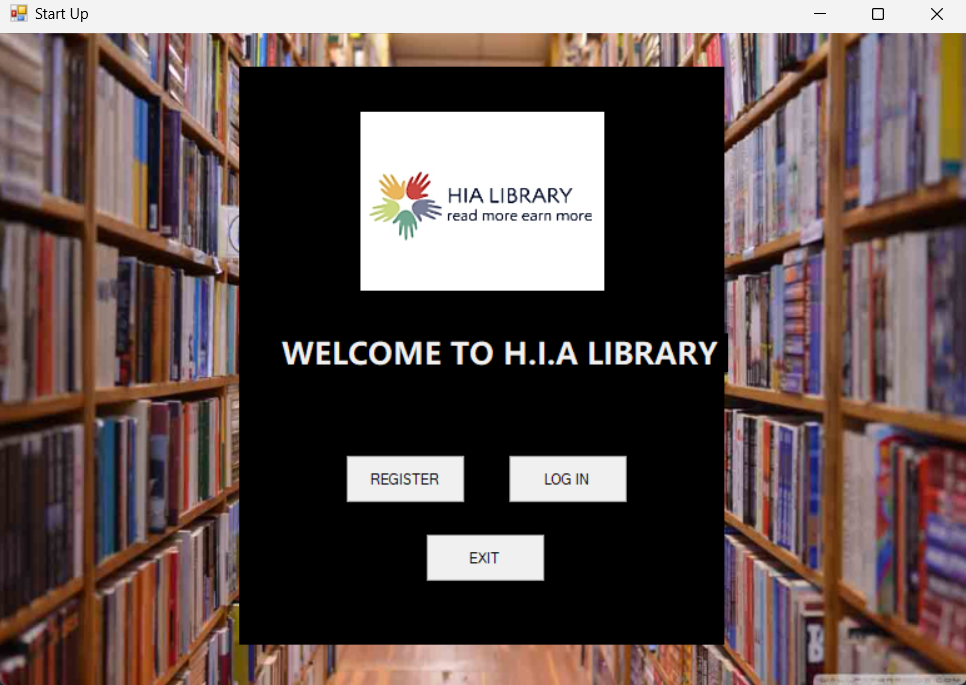 Start Up
HIA LIBRARY
read more earn more
WELCOME TO H.I.A LIBRARY
REGISTER
LOG IN
EXIT